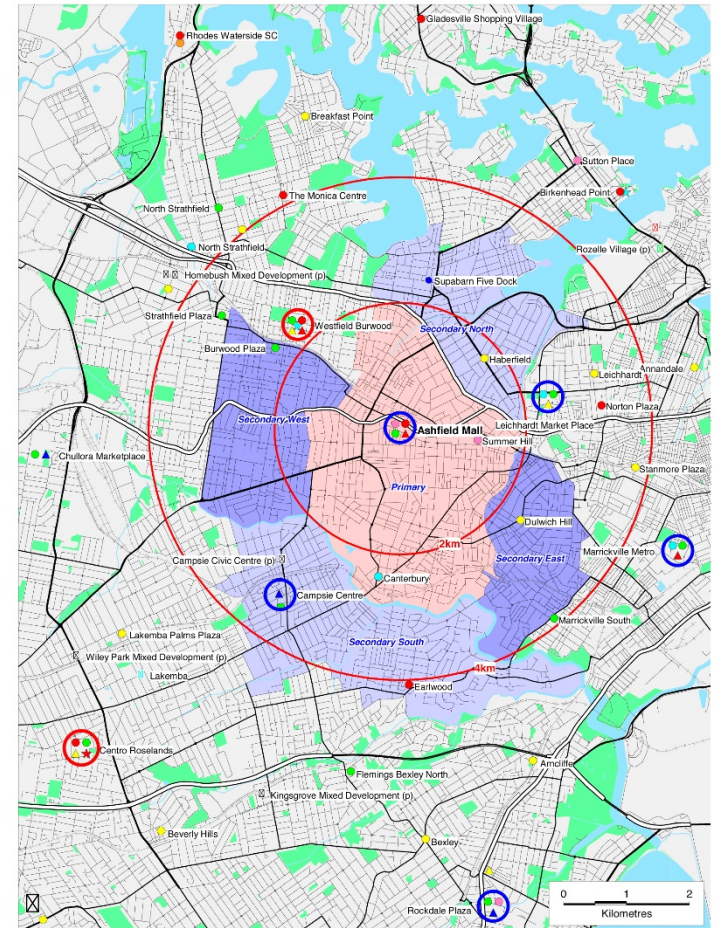 Gladesville Shopping Village
Rhodes Waterside SC
Breakfast Point
Sutton Place
Birkenhead Point
The Monica Centre
North Strathfield
North Strathfield
Rozelle Village (p)
Homebush Mixed Development (p)
Supabarn Five Dock
Strathfield Plaza
Westfield Burwood
Secondary North
Burwood Plaza
Haberfield
Annandale
Leichhardt
Norton Plaza
Secondary West
Leichhardt Market Place
Ashfield Mall
Summer Hill
Chullora Marketplace
Stanmore Plaza
Primary
Dulwich Hill
2km
Marrickville Metro
Secondary East
Campsie Civic Centre (p)
Canterbury
Campsie Centre
Marrickville South
Lakemba Palms Plaza
Secondary South
Wiley Park Mixed Development (p)
4km
Lakemba
Earlwood
Centro Roselands
Arncliffe
Flemings Bexley North
Kingsgrove Mixed Development (p)
Beverly Hills
Bexley
0 1 2
Kilometres
Rockdale Plaza